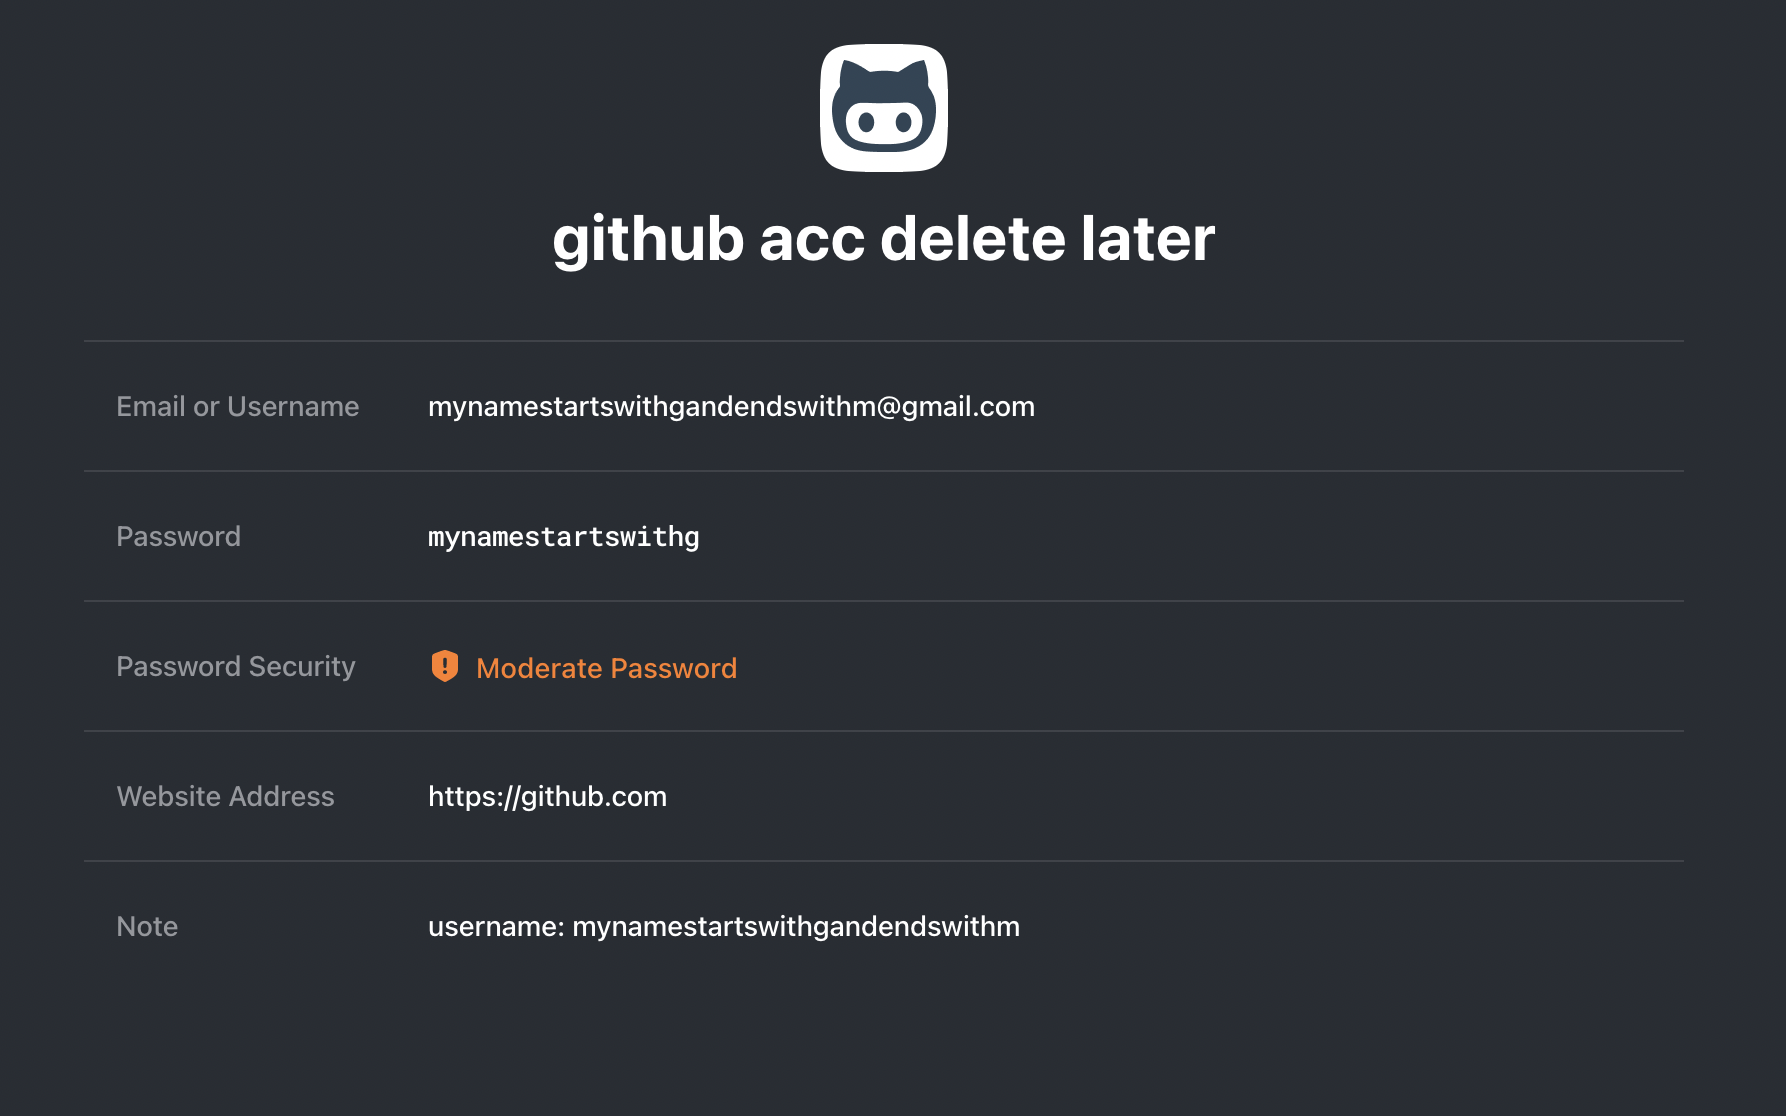 github acc delete later
Email or Username mynamestartswithgandendswithm@gmail.com
Password mynamestartswithg
Password Security Moderate Password
Website Address https://github.com
Note username: mynamestartswithgandendswithm